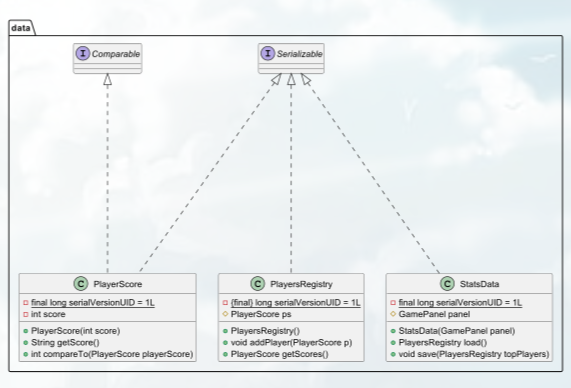 data
I Comparable
I Serializable
C PlayerScore
final long serialVersionUID = 1L
int score
PlayerScore(int score)
String getScore()
int compareTo(PlayerScore playerScore)
C PlayersRegistry
{final} long serialVersionUID = 1L
PlayerScore ps
PlayersRegistry()
void addPlayer(PlayerScore p)
PlayerScore getScores()
C StatsData
final long serialVersionUID = 1L
GamePanel panel
StatsData(GamePanel panel)
PlayersRegistry load()
void save(PlayersRegistry topPlayers)